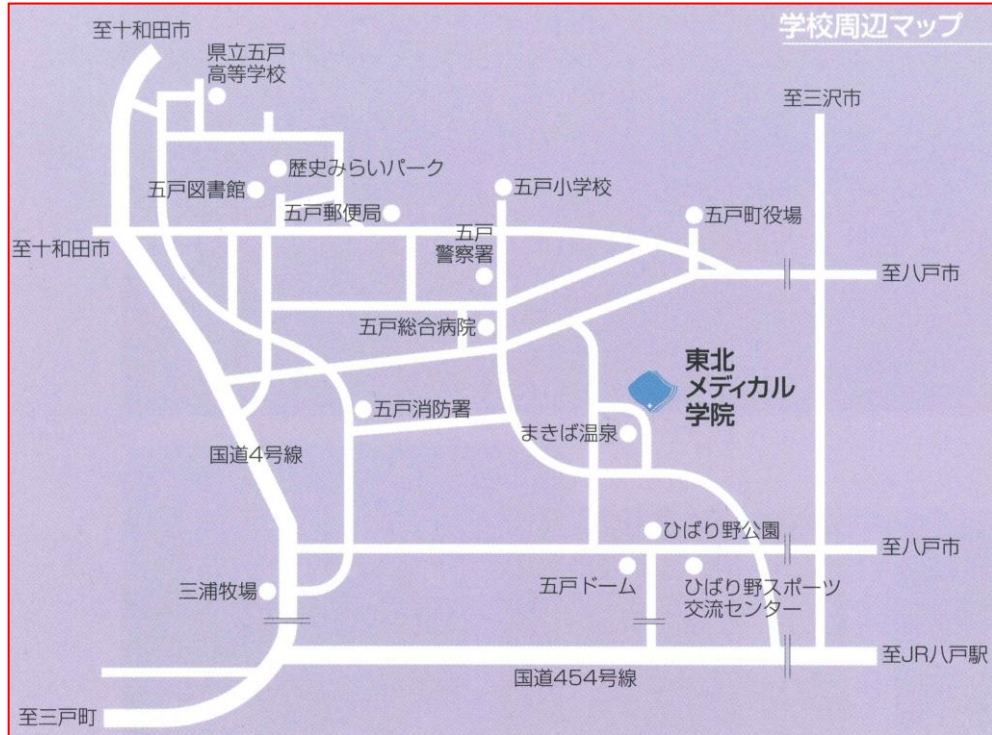 学校周辺マップ
至十和田市
県立五戸
高等学校
至三沢市
歴史みらいパーク
五戸図書館
五戸小学校
五戸郵便局
五戸町役場
至十和田市
五戸
警察署
至八戸市
五戸総合病院
東北
メディカル
学院
五戸消防署
まきば温泉
国道4号線
ひばり野公園
至八戸市
三浦牧場
五戸ドーム
ひばり野スポーツ
交流センター
至JR八戸駅
国道454号線
至三戸町